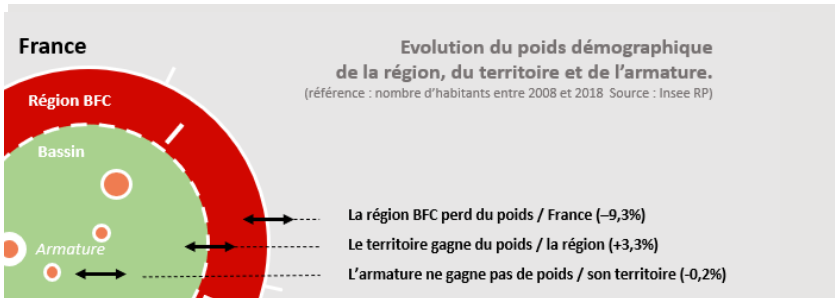 France
Evolution du poids démographique
de la région, du territoire et de l’armature.
(référence : nombre d’habitants entre 2008 et 2018 Source : Insee RP)
Région BFC
Bassin
La région BFC perd du poids / France (–9,3%)
Le territoire gagne du poids / la région (+3,3%)
Armature
L’armature ne gagne pas de poids / son territoire (-0,2%)